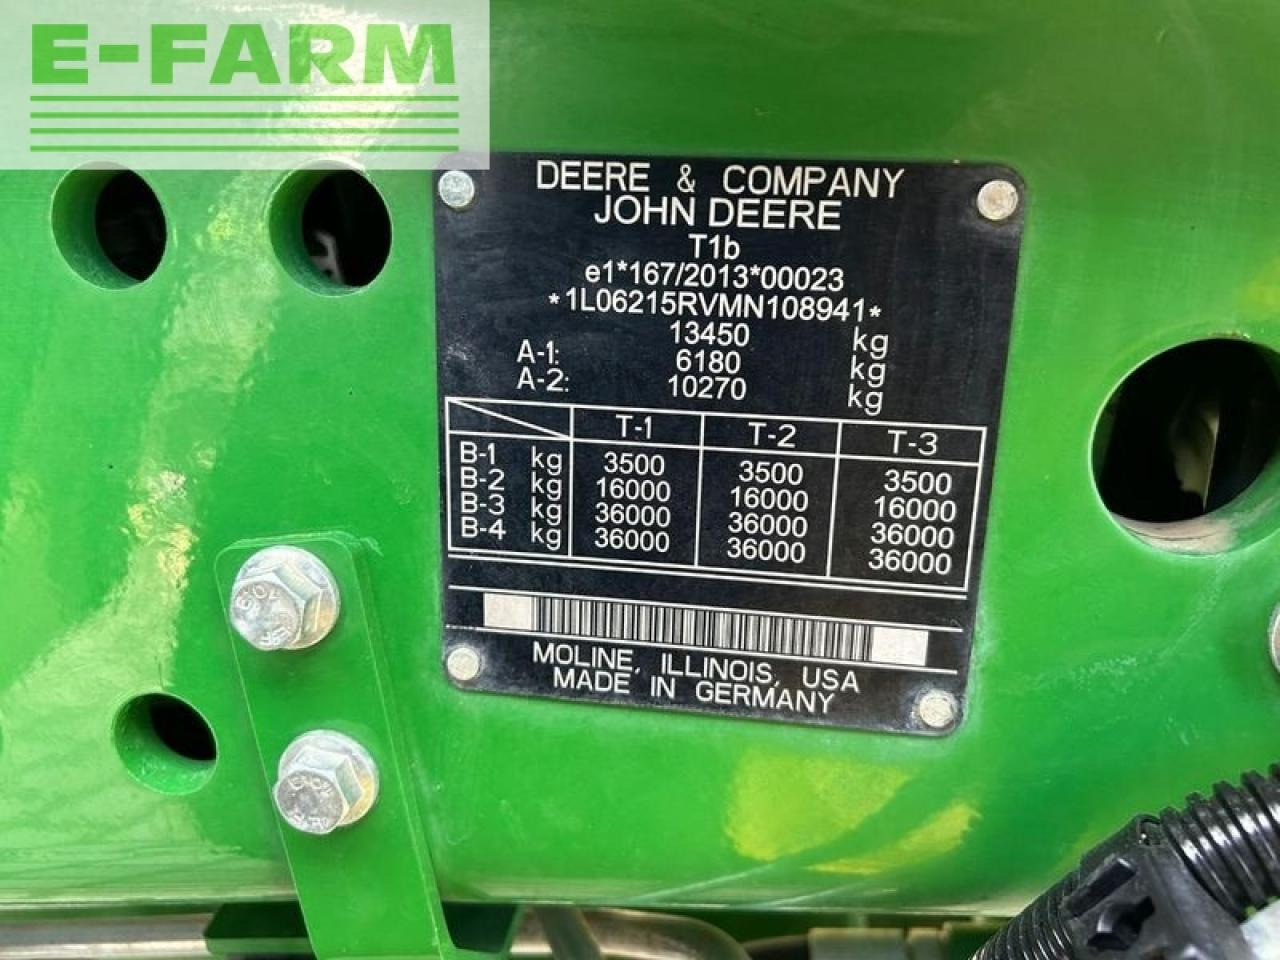 E-FARM
DEERE & COMPANY
JOHN DEERE
T1b
e1*167/2013*00023
*1L06215RVMN108941*
13450 kg
A-1: 6180 kg
A-2: 10270 kg
T-1 T-2 T-3
B-1 kg 3500 3500 3500
B-2 kg 16000 16000 16000
B-3 kg 36000 36000 36000
B-4 kg 36000 36000 36000
MOLINE, ILLINOIS, USA
MADE IN GERMANY